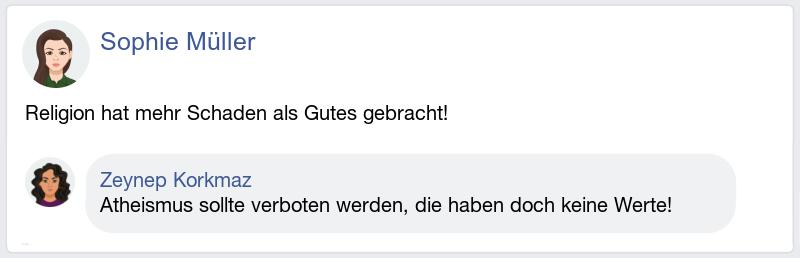 Sophie Müller
Religion hat mehr Schaden als Gutes gebracht!
Zeynep Korkmaz
Atheismus sollte verboten werden, die haben doch keine Werte!